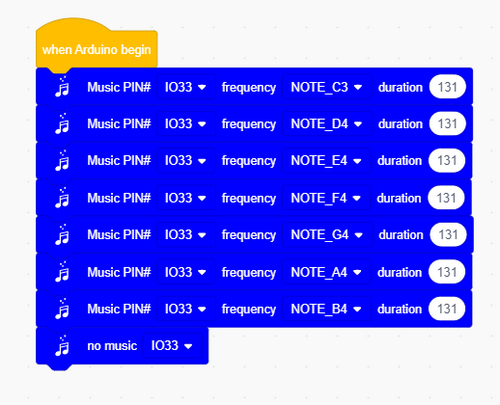 when Arduino begin
Music PIN# IO33 frequency NOTE_C3 duration 131
Music PIN# IO33 frequency NOTE_D4 duration 131
Music PIN# IO33 frequency NOTE_E4 duration 131
Music PIN# IO33 frequency NOTE_F4 duration 131
Music PIN# IO33 frequency NOTE_G4 duration 131
Music PIN# IO33 frequency NOTE_A4 duration 131
Music PIN# IO33 frequency NOTE_B4 duration 131
no music IO33